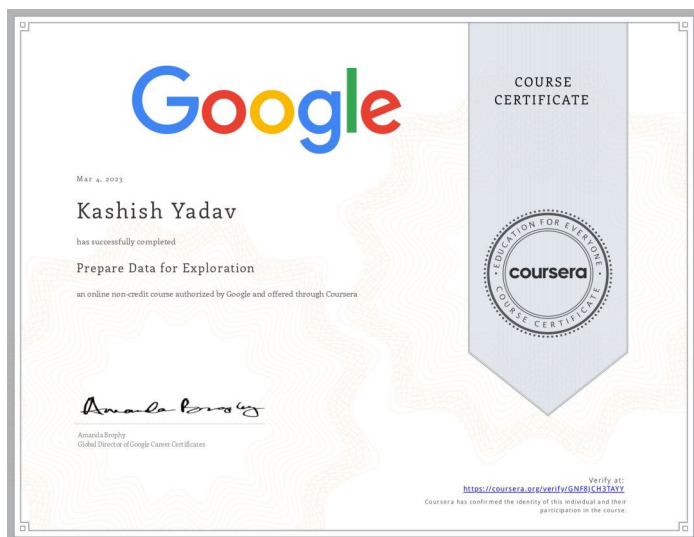 Google
COURSE
CERTIFICATE
Mar 4, 2023
Kashish Yadav
has successfully completed
Prepare Data for Exploration
an online non-credit course authorized by Google and offered through Coursera
EDUCATION FOR EVERYONE
coursera
COURSE CERTIFICATE
Amanda Brophy
Amanda Brophy
Global Director of Google Career Certificates
Verify at:
https://coursera.org/verify/GNF8JCH3TAYY
Coursera has confirmed the identity of this individual and their
participation in the course.